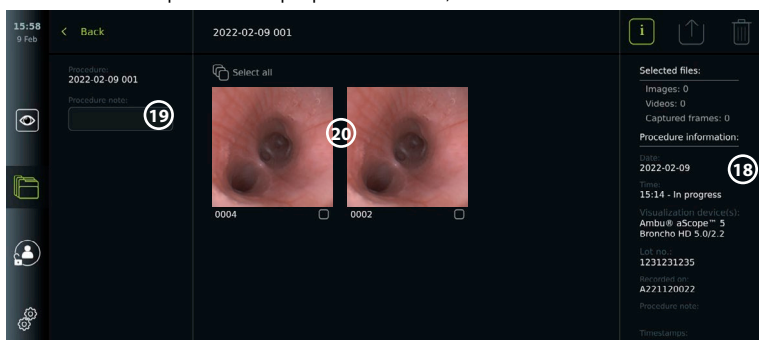 15:58
9 Feb
Back
2022-02-09 001
i
Procedure:
2022-02-09 001
Procedure note:
19
Select all
20
0004
0002
Selected files:
Images: 0
Videos: 0
Captured frames: 0
Procedure information:
Date:
2022-02-09
18
Time:
15:14 - In progress
Visualization device(s):
Ambu® aScope™ 5
Broncho HD 5.0/2.2
Lot no.:
1231231235
Recorded on:
A221120022
Procedure note:
Timestamps: